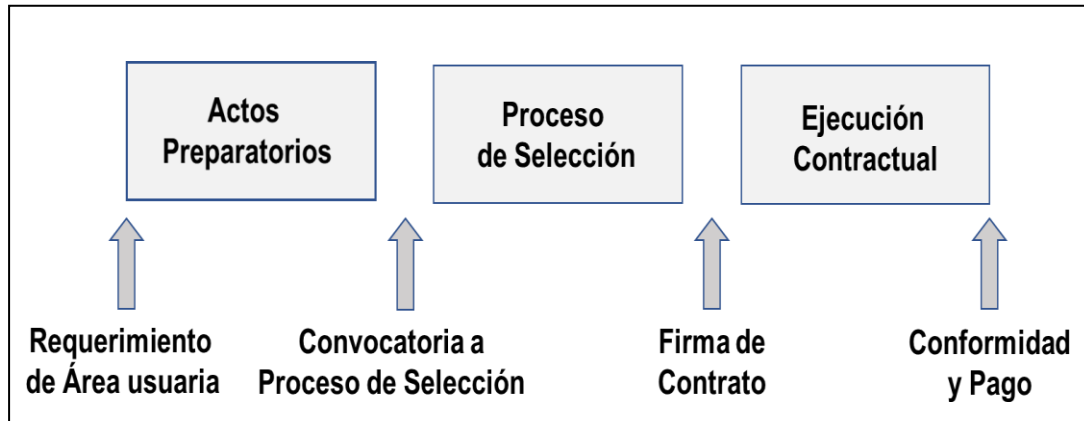 Actos
Preparatorios
Proceso
de Selección
Ejecución
Contractual
Requerimiento
de Área usuaria
Convocatoria a
Proceso de Selección
Firma de
Contrato
Conformidad
y Pago